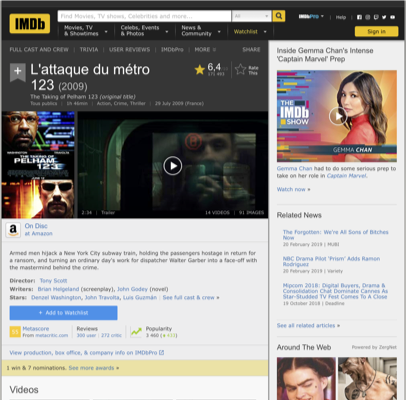 IMDb
Find Movies, TV shows, Celebrities and more...
All
IMDbPro
Help
Movies, TV & Showtimes
Celebs, Events & Photos
News & Community
Watchlist
Sign in
FULL CAST AND CREW | TRIVIA | USER REVIEWS | IMDbPro | MORE
SHARE
L'attaque du métro 123 (2009)
The Taking of Pelham 123 (original title)
Tous publics | 1h 46min | Action, Crime, Thriller | 29 July 2009 (France)
6,4
Rate This
THE TAKING OF
PELHAM
123
2:34 | Trailer
14 VIDEOS | 91 IMAGES
On Disc
at Amazon
Armed men hijack a New York City subway train, holding the passengers hostage in return for
a ransom, and turning an ordinary day's work for dispatcher Walter Garber into a face-off with
the mastermind behind the crime.
Director: Tony Scott
Writers: Brian Helgeland (screenplay), John Godey (novel)
Stars: Denzel Washington, John Travolta, Luis Guzmán | See full cast & crew »
+ Add to Watchlist
Metascore
From metacritic.com
Reviews
300 user | 272 critic
Popularity
View production, box office, & company info on IMDbPro
1 win & 7 nominations. See more awards »
Videos
Inside Gemma Chan's Intense
'Captain Marvel' Prep
THE
IMDb
SHOW
GEMMA CHAN
Gemma Chan had to do some serious prep to
take on her role in Captain Marvel.
Watch now »
Related News
The Forgotten: We're All Sons of Bitches
Now
20 February 2019 | MUBI
NBC Drama Pilot 'Prism' Adds Ramon
Rodriguez
20 February 2019 | Variety
Mipcom 2018: Digital Buyers, Drama &
Consolidation Chat Dominate Cannes As
Star-Studded TV Fest Comes To A Close
19 October 2018 | Deadline
See all related articles »
Around The Web
Powered by ZergNet